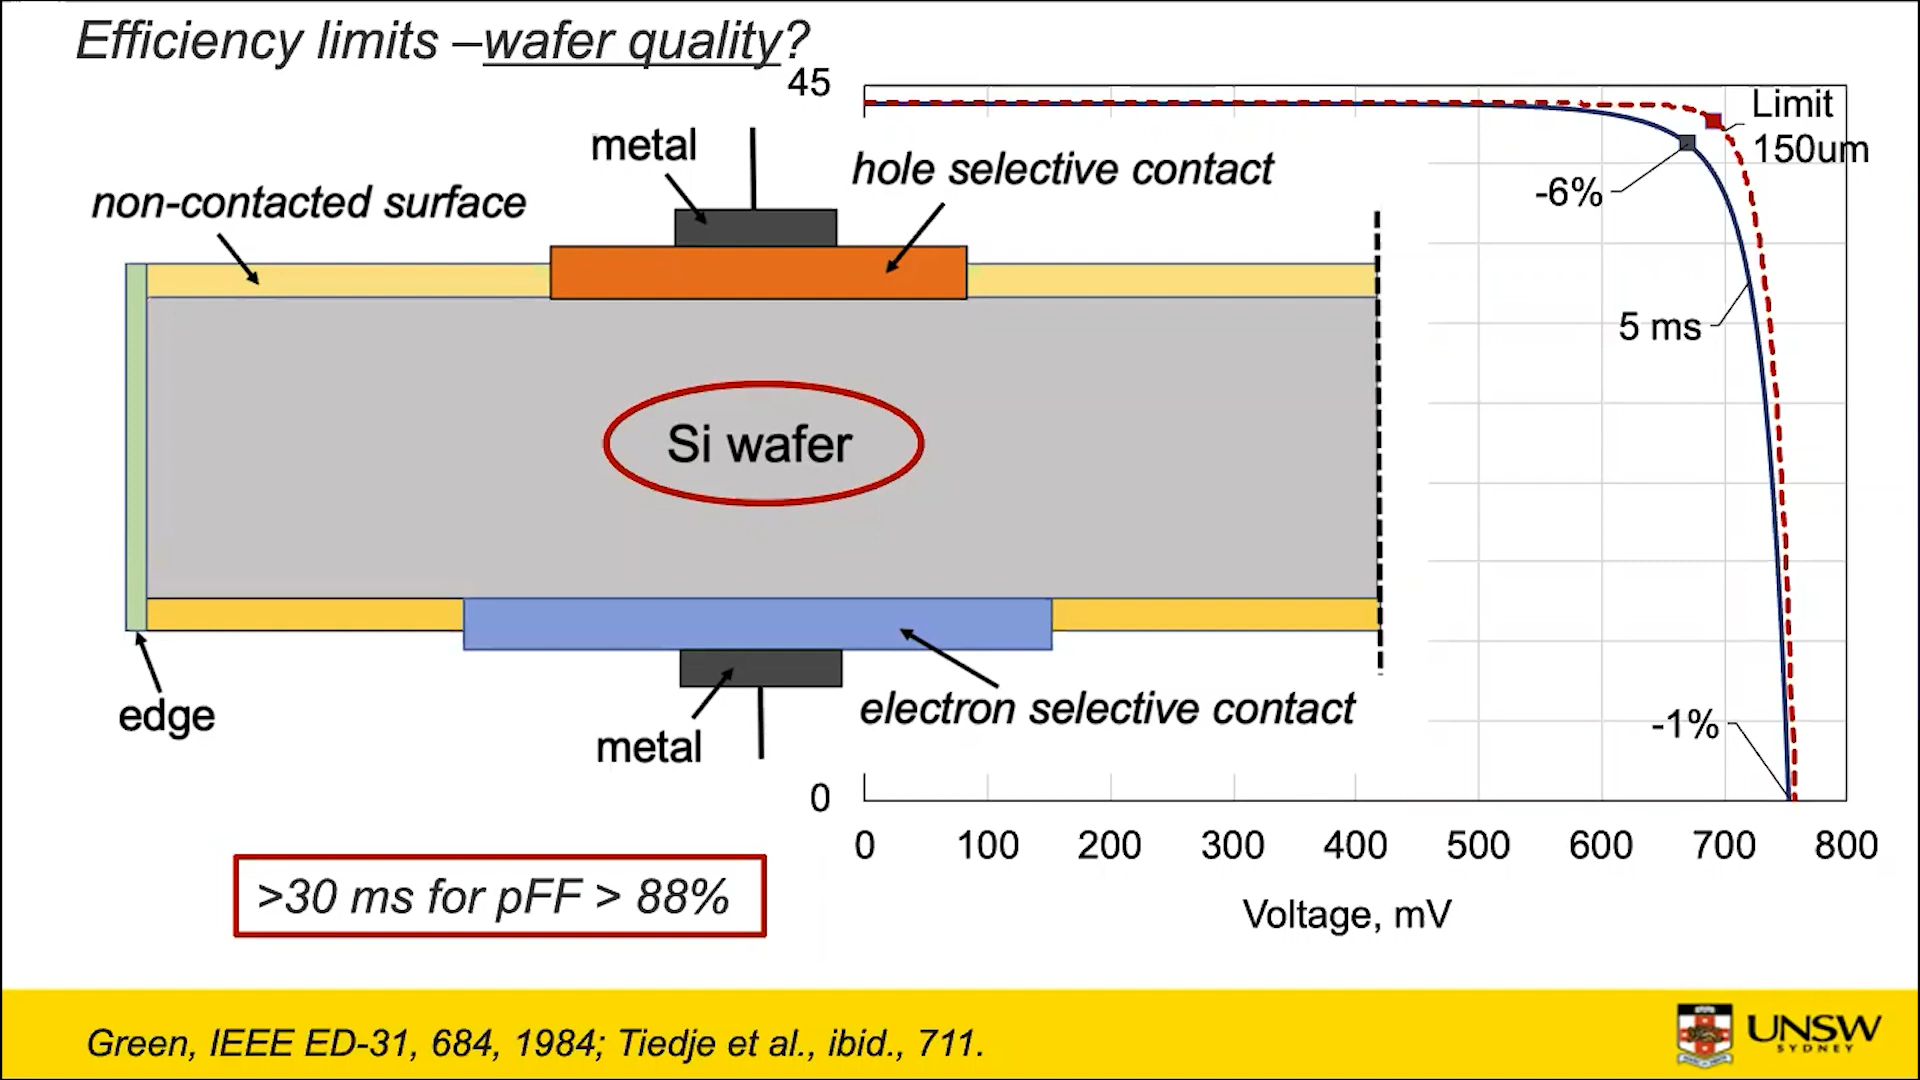 Efficiency limits –wafer quality?
45
metal
Limit
150um
hole selective contact
non-contacted surface
-6%
5 ms
Si wafer
edge
metal
electron selective contact
-1%
0
0 100 200 300 400 500 600 700 800
>30 ms for pFF > 88%
Voltage, mV
Green, IEEE ED-31, 684, 1984; Tiedje et al., ibid., 711.
UNSW
SYDNEY